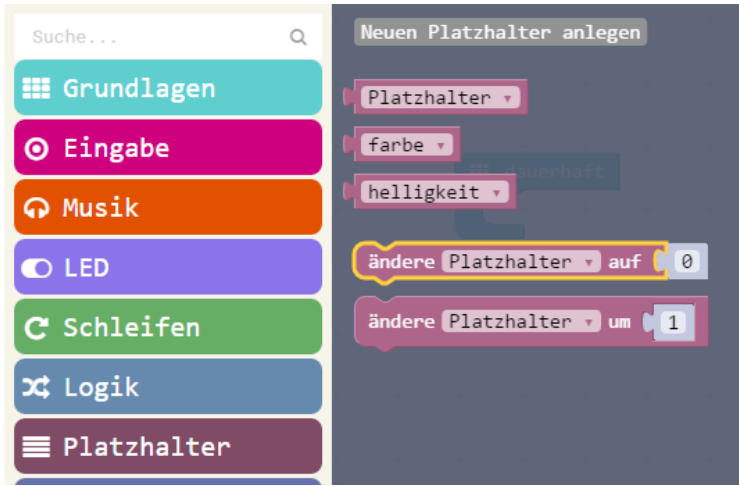 Suche...
Grundlagen
Eingabe
Musik
LED
Schleifen
Logik
Platzhalter
Neuen Platzhalter anlegen
Platzhalter
farbe
dauerhaft
helligkeit
ändere Platzhalter auf 0
ändere Platzhalter um 1